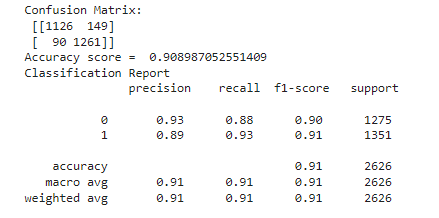 Confusion Matrix:
[[1126 149]
[ 90 1261]]
Accuracy score = 0.908987052551409
Classification Report
precision recall f1-score support
0 0.93 0.88 0.90 1275
1 0.89 0.93 0.91 1351
accuracy 0.91 2626
macro avg 0.91 0.91 0.91 2626
weighted avg 0.91 0.91 0.91 2626